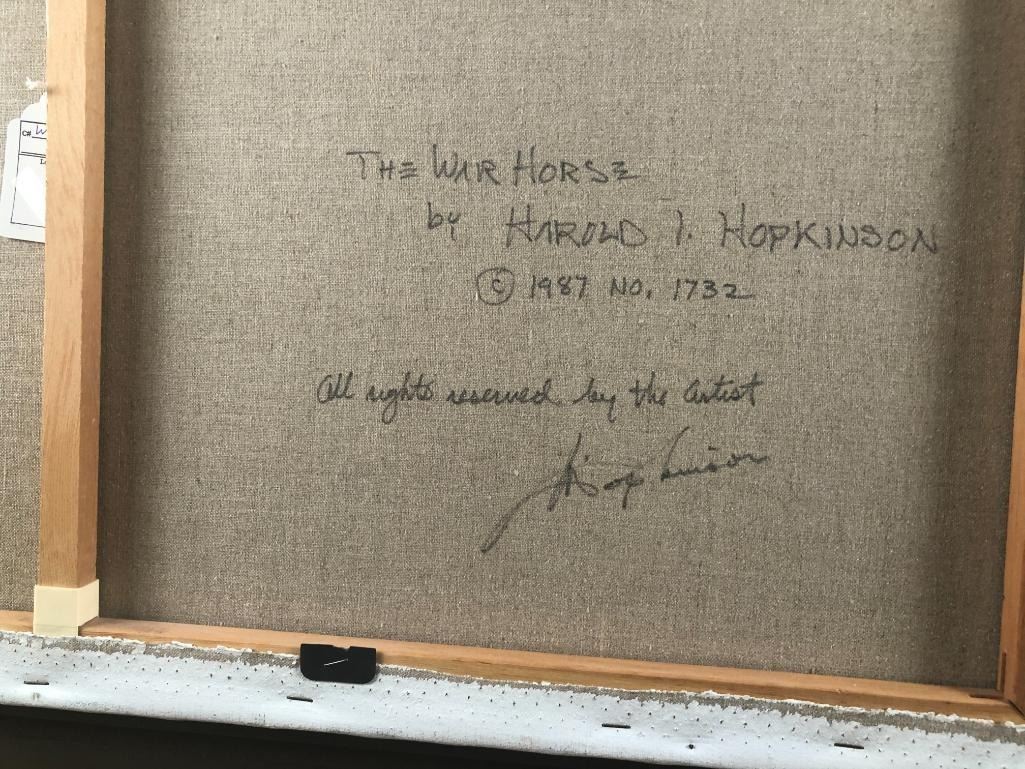 C# W
THE WAR HORSE
by HAROLD I. HOPKINSON
© 1987 NO. 1732
All rights reserved by the artist
Hopkinson